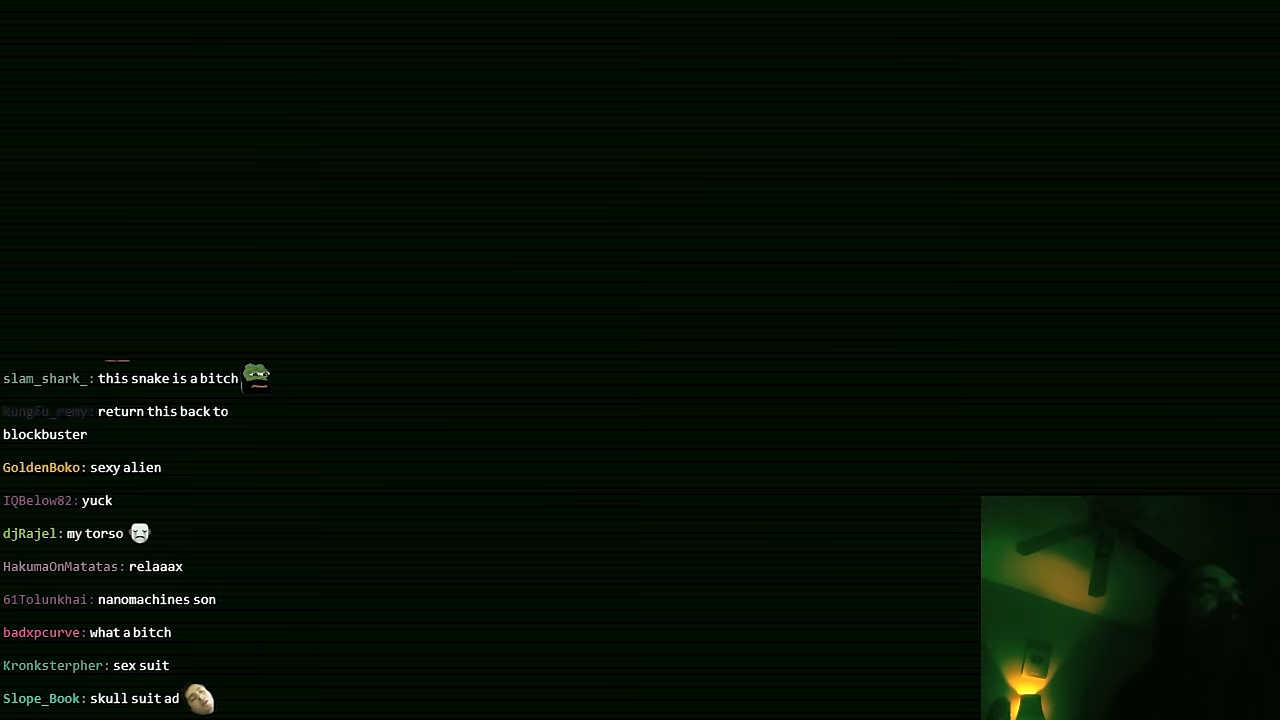 slam_shark_: this snake is a bitch
kungfu_remy: return this back to
blockbuster
GoldenBoko: sexy alien
IQBelow82: yuck
djRajel: my torso
HakumaOnMatatas: relaaax
61Tolunkhai: nanomachines son
badxpcurve: what a bitch
Kronksterpher: sex suit
Slope_Book: skull suit ad